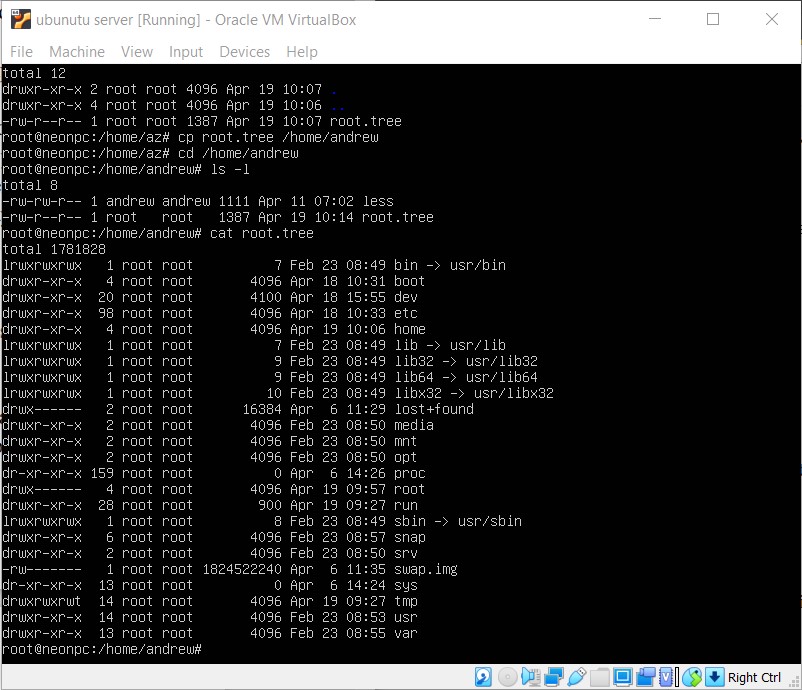 ubunutu server [Running] - Oracle VM VirtualBox
File Machine View Input Devices Help
total 12
drwxr-xr-x 2 root root 4096 Apr 19 10:07 .
drwxr-xr-x 4 root root 4096 Apr 19 10:06 ..
-rw-r--r-- 1 root root 1387 Apr 19 10:07 root.tree
root@neonpc:/home/az# cp root.tree /home/andrew
root@neonpc:/home/az# cd /home/andrew
root@neonpc:/home/andrew# ls -l
total 8
-rw-rw-r-- 1 andrew andrew 1111 Apr 11 07:02 less
-rw-r--r-- 1 root   root   1387 Apr 19 10:14 root.tree
root@neonpc:/home/andrew# cat root.tree
total 1781828
lrwxrwxrwx   1 root root          7 Feb 23 08:49 bin -> usr/bin
drwxr-xr-x   4 root root       4096 Apr 18 10:31 boot
drwxr-xr-x  20 root root       4100 Apr 18 15:55 dev
drwxr-xr-x  98 root root       4096 Apr 18 10:33 etc
drwxr-xr-x   4 root root       4096 Apr 19 10:06 home
lrwxrwxrwx   1 root root          7 Feb 23 08:49 lib -> usr/lib
lrwxrwxrwx   1 root root          9 Feb 23 08:49 lib32 -> usr/lib32
lrwxrwxrwx   1 root root          9 Feb 23 08:49 lib64 -> usr/lib64
lrwxrwxrwx   1 root root         10 Feb 23 08:49 libx32 -> usr/libx32
drwx------   2 root root      16384 Apr  6 11:29 lost+found
drwxr-xr-x   2 root root       4096 Feb 23 08:50 media
drwxr-xr-x   2 root root       4096 Feb 23 08:50 mnt
drwxr-xr-x   2 root root       4096 Feb 23 08:50 opt
dr-xr-xr-x 159 root root          0 Apr  6 14:26 proc
drwx------   4 root root       4096 Apr 19 09:57 root
drwxr-xr-x  28 root root        900 Apr 19 09:27 run
lrwxrwxrwx   1 root root          8 Feb 23 08:49 sbin -> usr/sbin
drwxr-xr-x   6 root root       4096 Feb 23 08:57 snap
drwxr-xr-x   2 root root       4096 Feb 23 08:50 srv
-rw-------   1 root root 1824522240 Apr  6 11:35 swap.img
dr-xr-xr-x  13 root root          0 Apr  6 14:24 sys
drwxrwxrwt  14 root root       4096 Apr 19 09:27 tmp
drwxr-xr-x  14 root root       4096 Feb 23 08:53 usr
drwxr-xr-x  13 root root       4096 Feb 23 08:55 var
root@neonpc:/home/andrew#
Right Ctrl